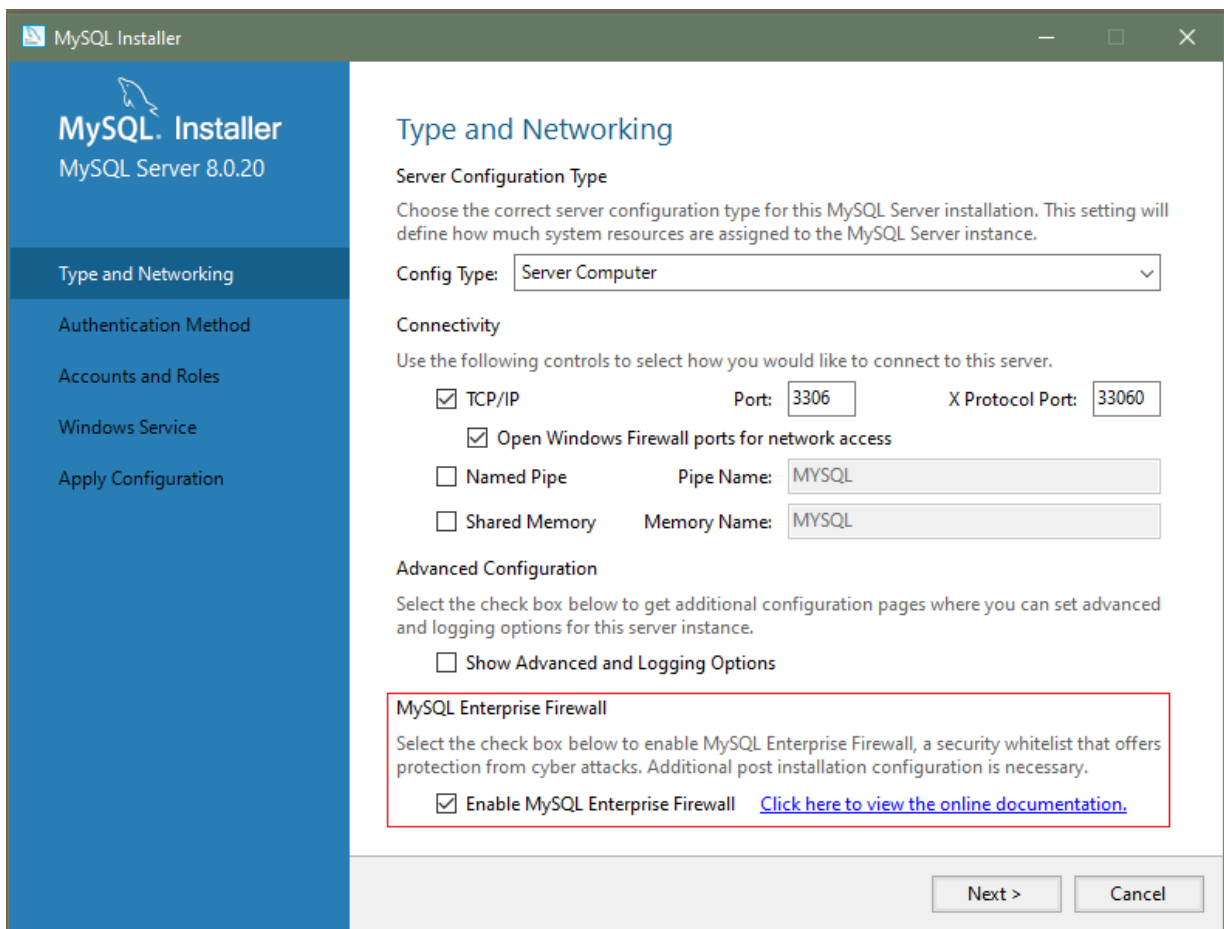 MySQL Installer
MySQL. Installer
MySQL Server 8.0.20
Type and Networking
Authentication Method
Accounts and Roles
Windows Service
Apply Configuration
Type and Networking
Server Configuration Type
Choose the correct server configuration type for this MySQL Server installation. This setting will
define how much system resources are assigned to the MySQL Server instance.
Config Type: Server Computer
Connectivity
Use the following controls to select how you would like to connect to this server.
TCP/IP Port: 3306 X Protocol Port: 33060
Open Windows Firewall ports for network access
Named Pipe Pipe Name: MYSQL
Shared Memory Memory Name: MYSQL
Advanced Configuration
Select the check box below to get additional configuration pages where you can set advanced
and logging options for this server instance.
Show Advanced and Logging Options
MySQL Enterprise Firewall
Select the check box below to enable MySQL Enterprise Firewall, a security whitelist that offers
protection from cyber attacks. Additional post installation configuration is necessary.
Enable MySQL Enterprise Firewall Click here to view the online documentation.
Next > Cancel